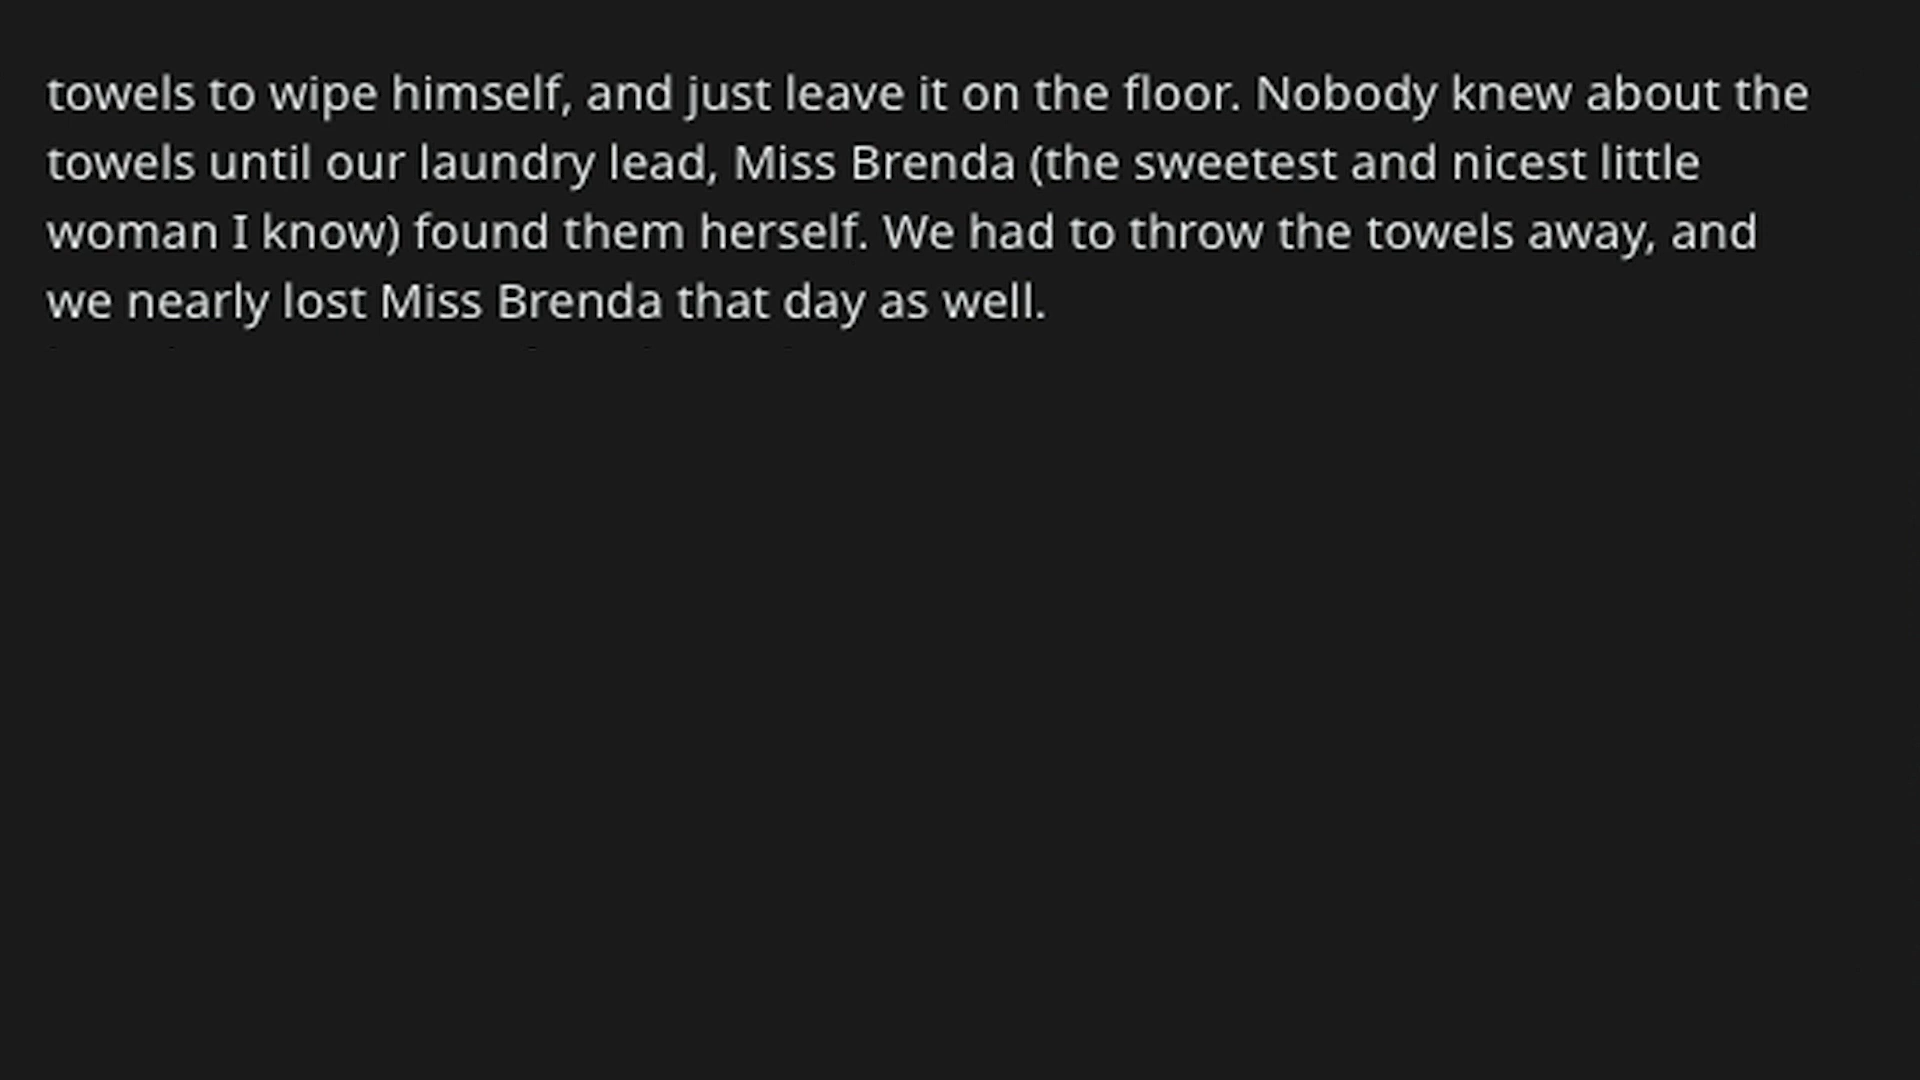 towels to wipe himself, and just leave it on the floor. Nobody knew about the
towels until our laundry lead, Miss Brenda (the sweetest and nicest little
woman I know) found them herself. We had to throw the towels away, and
we nearly lost Miss Brenda that day as well.